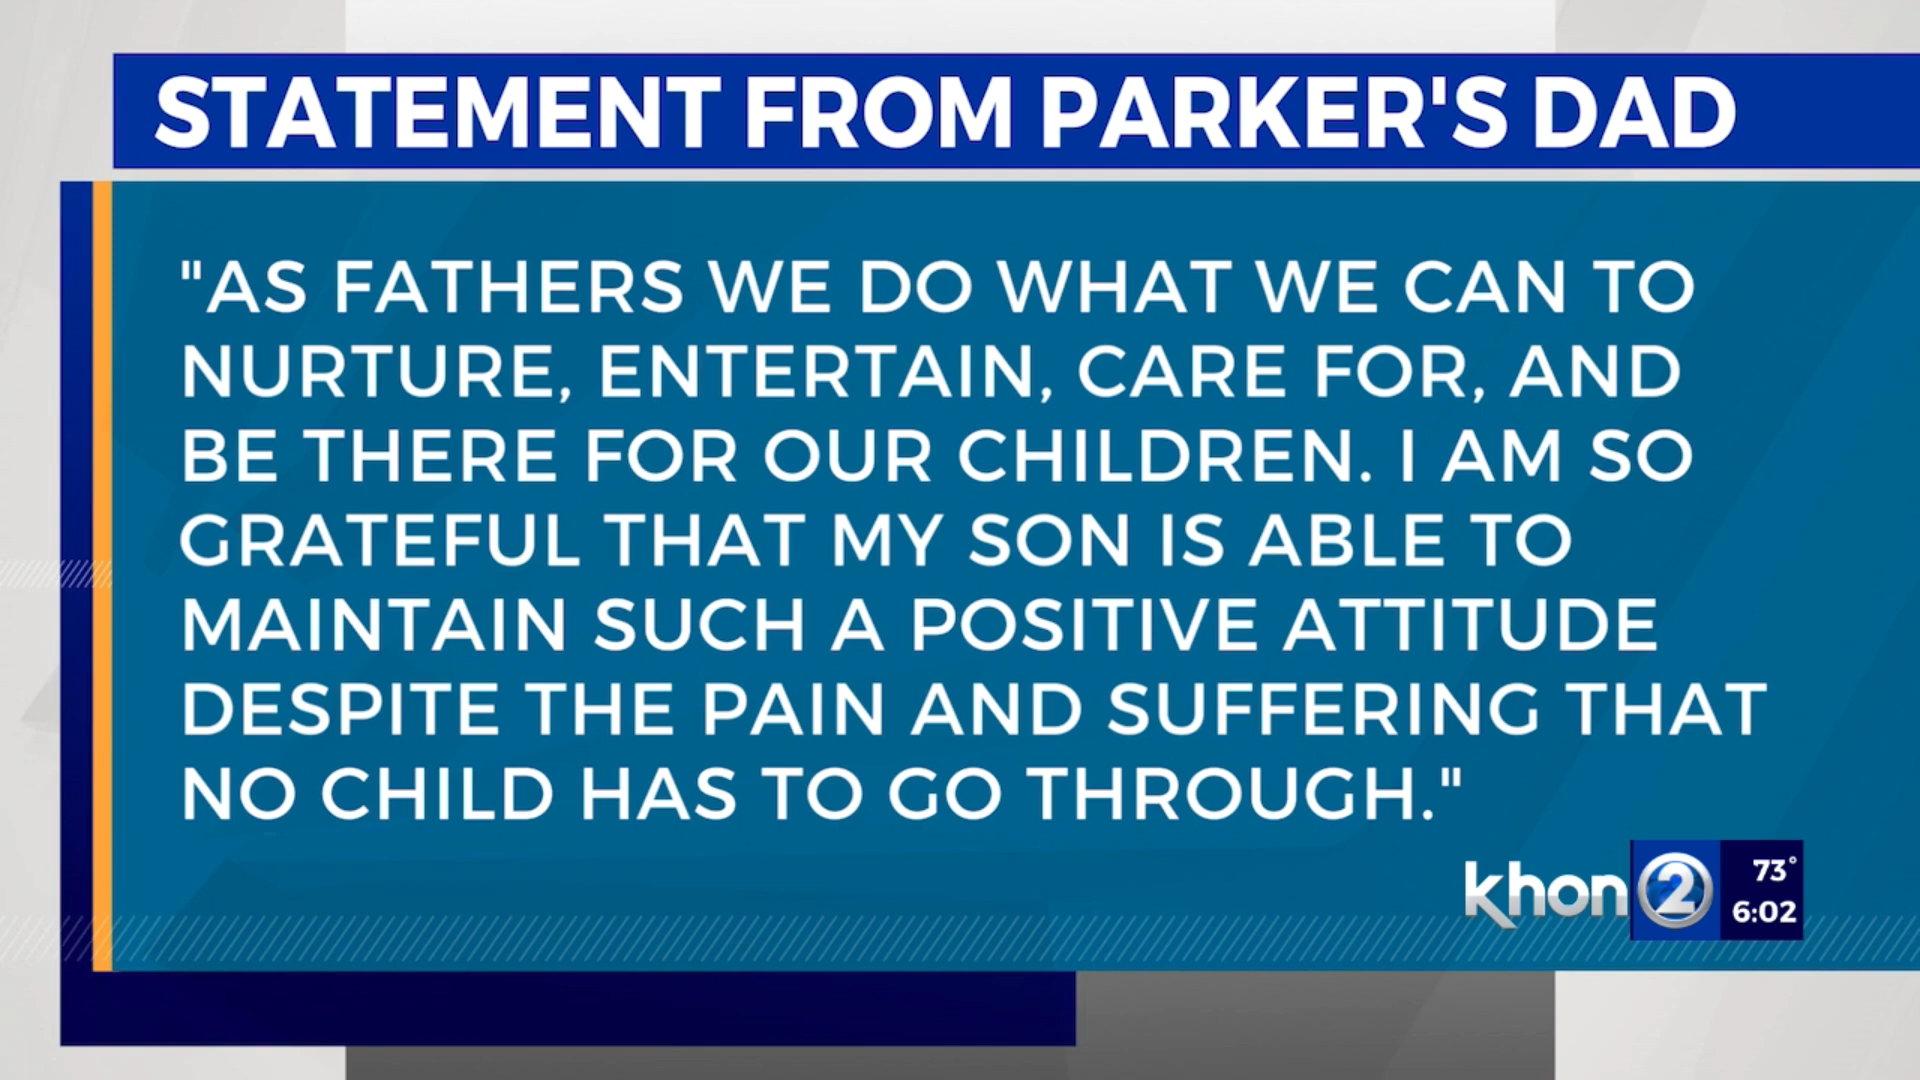 STATEMENT FROM PARKER'S DAD
"AS FATHERS WE DO WHAT WE CAN TO
NURTURE, ENTERTAIN, CARE FOR, AND
BE THERE FOR OUR CHILDREN. I AM SO
GRATEFUL THAT MY SON IS ABLE TO
MAINTAIN SUCH A POSITIVE ATTITUDE
DESPITE THE PAIN AND SUFFERING THAT
NO CHILD HAS TO GO THROUGH."
khon 2
73°
6:02